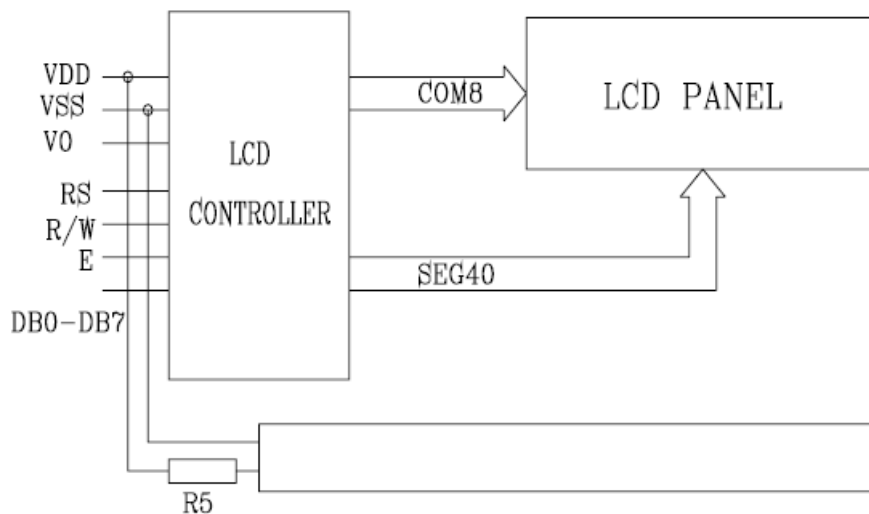 VDD
VSS
V0
RS
R/W
E
DB0-DB7
LCD
CONTROLLER
COM8
SEG40
LCD PANEL
R5